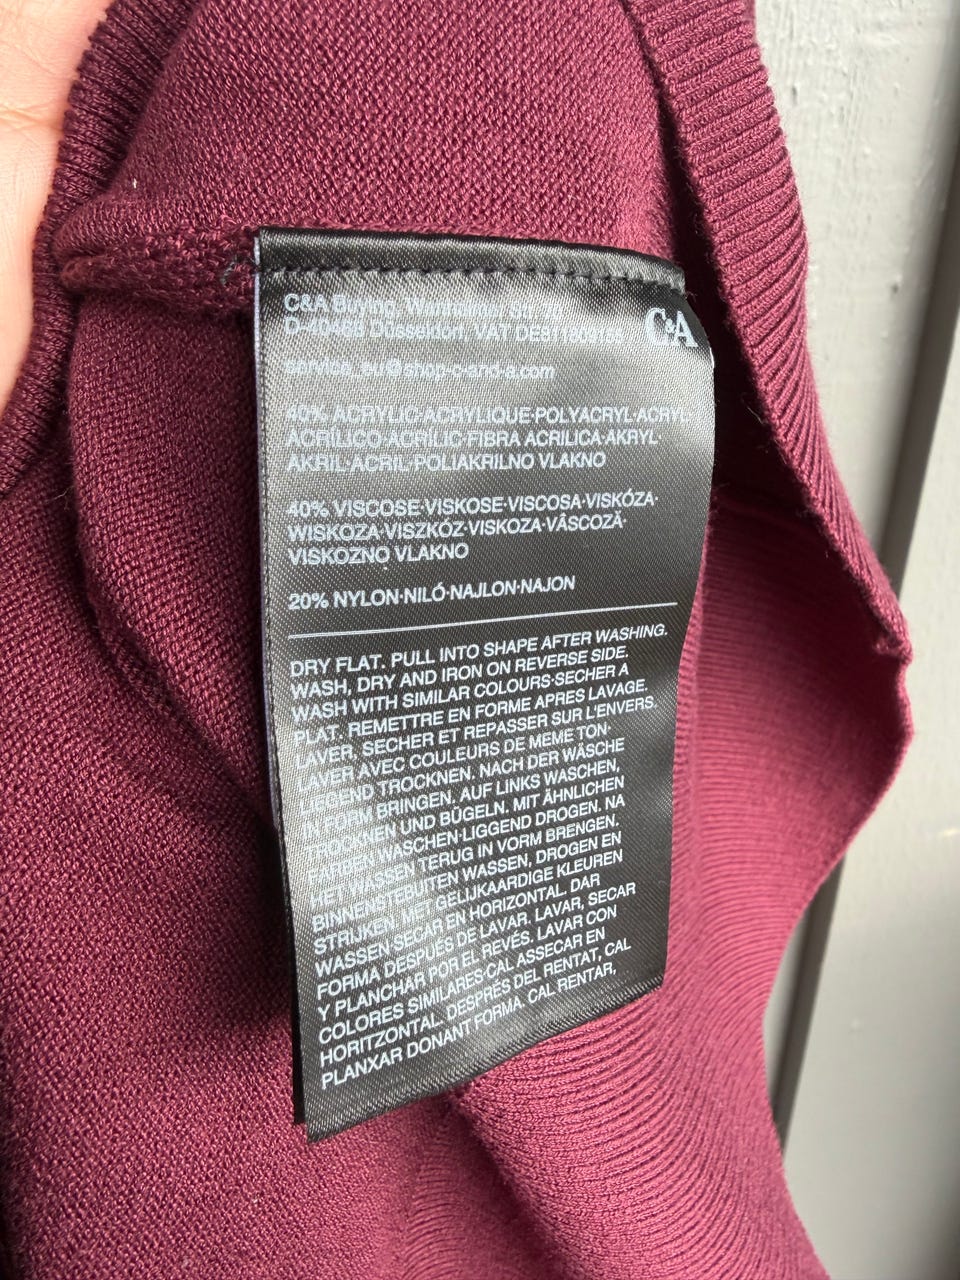 C&A Buying, Wanheimer Str. 70
D-40468 Düsseldorf, VAT
C&A
service_eu@shop-c-and-a.com
40% ACRYLIC·ACRYLIQUE·POLYACRYL·ACRYL·
ACRÍLICO·ACRÍLIC·FIBRA ACRILICA·AKRYL·
AKRIL·ACRIL·POLIAKRILNO VLAKNO
40% VISCOSE·VISKOSE·VISCOSA·VISKÓZA·
WISKOZA·VISZKÓZ·VISKOZA·VÂSCOZĂ·
VISKOZNO VLAKNO
20% NYLON·NILÓ·NAJLON·NAJON
DRY FLAT. PULL INTO SHAPE AFTER WASHING.
WASH, DRY AND IRON ON REVERSE SIDE.
WASH WITH SIMILAR COLOURS·SECHER A
PLAT. REMETTRE EN FORME APRES LAVAGE.
LAVER, SECHER ET REPASSER SUR L'ENVERS.
LAVER AVEC COULEURS DE MEME TON·
LIEGEND TROCKNEN. NACH DER WÄSCHE
IN FORM BRINGEN. AUF LINKS WASCHEN,
TROCKNEN UND BÜGELN. MIT ÄHNLICHEN
FARBEN WASCHEN·LIGGEND DROGEN. NA
HET WASSEN TERUG IN VORM BRENGEN.
BINNENSTEBUITEN WASSEN, DROGEN EN
STRIJKEN. MET GELIJKAARDIGE KLEUREN
WASSEN·SECAR EN HORIZONTAL. DAR
FORMA DESPUÉS DE LAVAR. LAVAR, SECAR
Y PLANCHAR POR EL REVÉS. LAVAR CON
COLORES SIMILARES·CAL ASSECAR EN
HORITZONTAL. DESPRÉS DEL RENTAT, CAL
PLANXAR DONANT FORMA. CAL RENTAR,